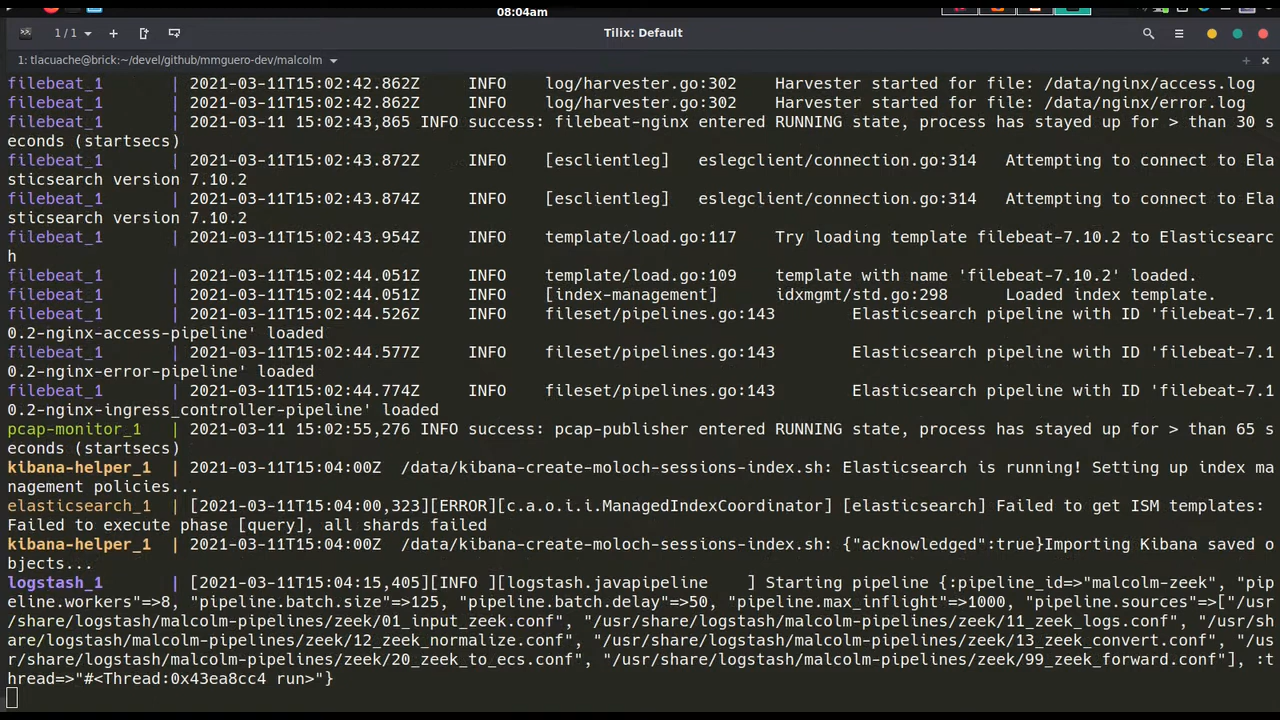 08:04am
1 / 1
Tilix: Default
1: tlacuache@brick:~/devel/github/mmguero-dev/malcolm
filebeat_1       | 2021-03-11T15:02:42.862Z     INFO    log/harvester.go:302    Harvester started for file: /data/nginx/access.log
filebeat_1       | 2021-03-11T15:02:42.862Z     INFO    log/harvester.go:302    Harvester started for file: /data/nginx/error.log
filebeat_1       | 2021-03-11 15:02:43,865 INFO success: filebeat-nginx entered RUNNING state, process has stayed up for > than 30 s
econds (startsecs)
filebeat_1       | 2021-03-11T15:02:43.872Z     INFO    [esclientleg]   eslegclient/connection.go:314   Attempting to connect to Ela
sticsearch version 7.10.2
filebeat_1       | 2021-03-11T15:02:43.874Z     INFO    [esclientleg]   eslegclient/connection.go:314   Attempting to connect to Ela
sticsearch version 7.10.2
filebeat_1       | 2021-03-11T15:02:43.954Z     INFO    template/load.go:117    Try loading template filebeat-7.10.2 to Elasticsearc
h
filebeat_1       | 2021-03-11T15:02:44.051Z     INFO    template/load.go:109    template with name 'filebeat-7.10.2' loaded.
filebeat_1       | 2021-03-11T15:02:44.051Z     INFO    [index-management]      idxmgmt/std.go:298      Loaded index template.
filebeat_1       | 2021-03-11T15:02:44.526Z     INFO    fileset/pipelines.go:143        Elasticsearch pipeline with ID 'filebeat-7.1
0.2-nginx-access-pipeline' loaded
filebeat_1       | 2021-03-11T15:02:44.577Z     INFO    fileset/pipelines.go:143        Elasticsearch pipeline with ID 'filebeat-7.1
0.2-nginx-error-pipeline' loaded
filebeat_1       | 2021-03-11T15:02:44.774Z     INFO    fileset/pipelines.go:143        Elasticsearch pipeline with ID 'filebeat-7.1
0.2-nginx-ingress_controller-pipeline' loaded
pcap-monitor_1   | 2021-03-11 15:02:55,276 INFO success: pcap-publisher entered RUNNING state, process has stayed up for > than 65 s
econds (startsecs)
kibana-helper_1  | 2021-03-11T15:04:00Z  /data/kibana-create-moloch-sessions-index.sh: Elasticsearch is running! Setting up index ma
nagement policies...
elasticsearch_1  | [2021-03-11T15:04:00,323][ERROR][c.a.o.i.i.ManagedIndexCoordinator] [elasticsearch] Failed to get ISM templates:
Failed to execute phase [query], all shards failed
kibana-helper_1  | 2021-03-11T15:04:00Z  /data/kibana-create-moloch-sessions-index.sh: {"acknowledged":true}Importing Kibana saved o
bjects...
logstash_1       | [2021-03-11T15:04:15,405][INFO ][logstash.javapipeline    ] Starting pipeline {:pipeline_id=>"malcolm-zeek", "pip
eline.workers"=>8, "pipeline.batch.size"=>125, "pipeline.batch.delay"=>50, "pipeline.max_inflight"=>1000, "pipeline.sources"=>["/usr
/share/logstash/malcolm-pipelines/zeek/01_input_zeek.conf", "/usr/share/logstash/malcolm-pipelines/zeek/11_zeek_logs.conf", "/usr/sh
are/logstash/malcolm-pipelines/zeek/12_zeek_normalize.conf", "/usr/share/logstash/malcolm-pipelines/zeek/13_zeek_convert.conf", "/us
r/share/logstash/malcolm-pipelines/zeek/20_zeek_to_ecs.conf", "/usr/share/logstash/malcolm-pipelines/zeek/99_zeek_forward.conf"], :t
hread=>"#<Thread:0x43ea8cc4 run>"}